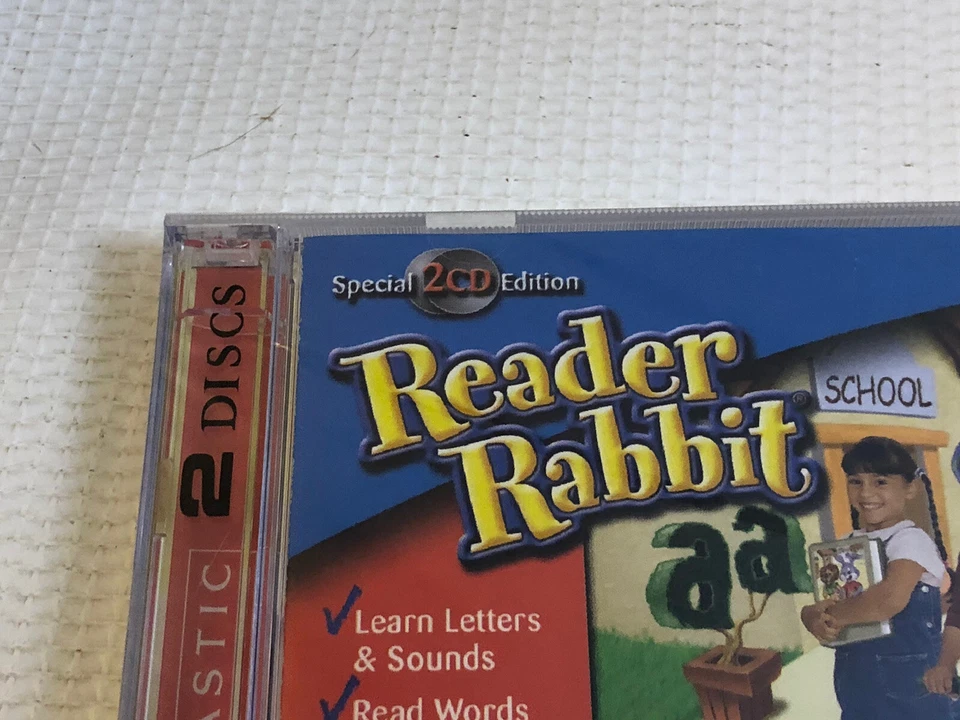 Special 2CD Edition
Reader
Rabbit®
SCHOOL
aa
✓ Learn Letters
& Sounds
✓ Read Words
2 DISCS
ASTIC